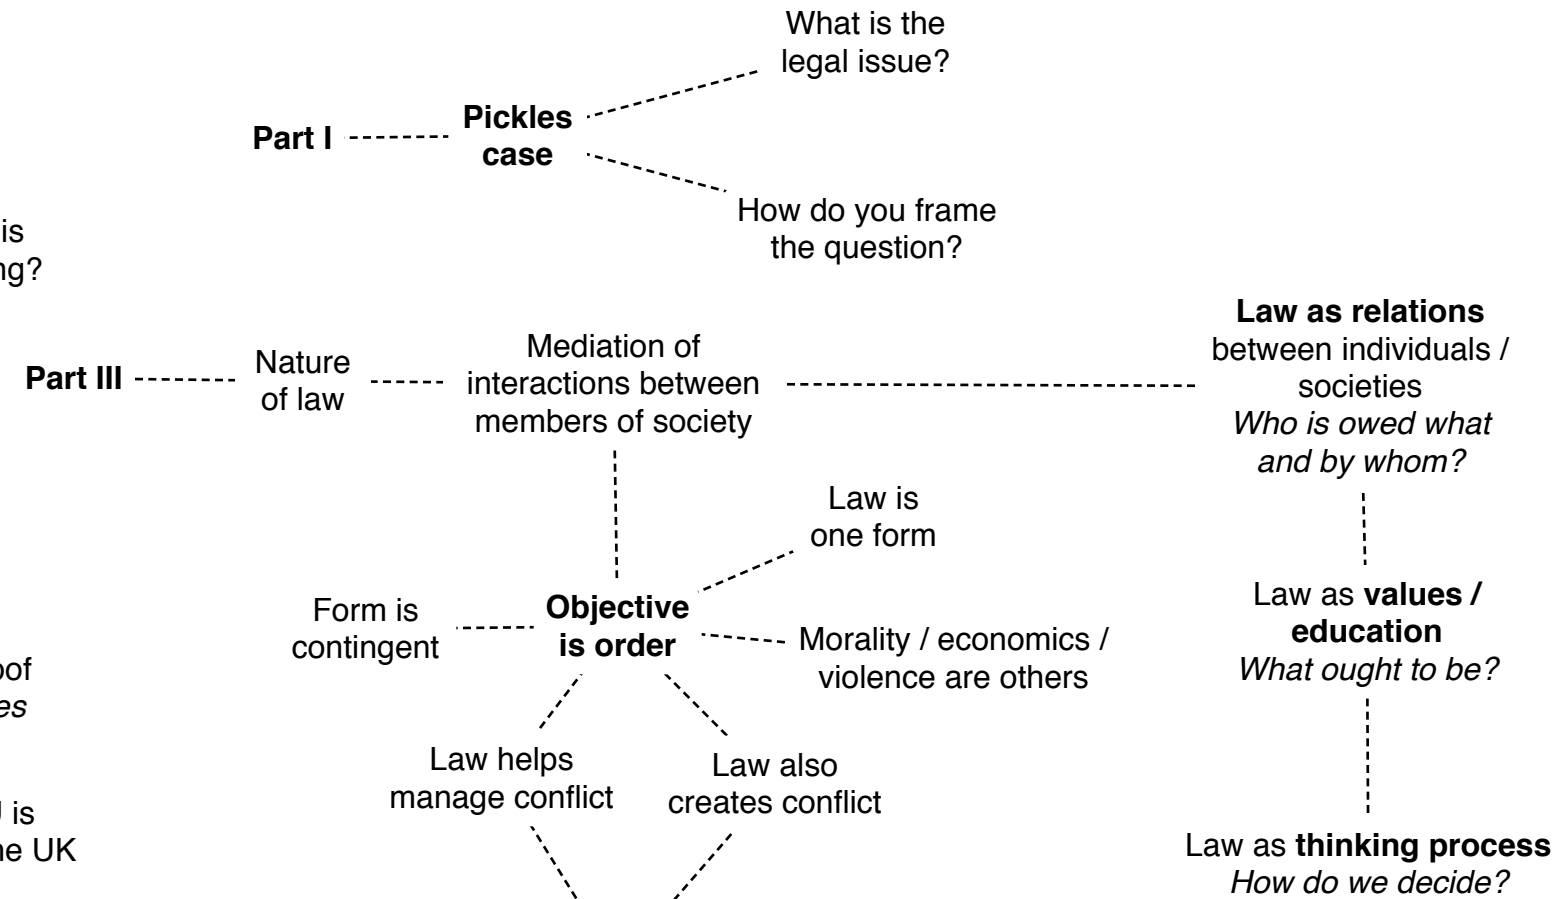 What is the
legal issue?
Part I
Pickles
case
How do you frame
the question?
is
Part III
Nature
of law
Mediation of
interactions between
members of society
Law as relations
between individuals /
societies
Who is owed what
and by whom?
Law is
one form
Form is
contingent
Objective
is order
Morality / economics /
violence are others
Law as values /
education
What ought to be?
Law helps
manage conflict
Law also
creates conflict
is
UK
Law as thinking process
How do we decide?